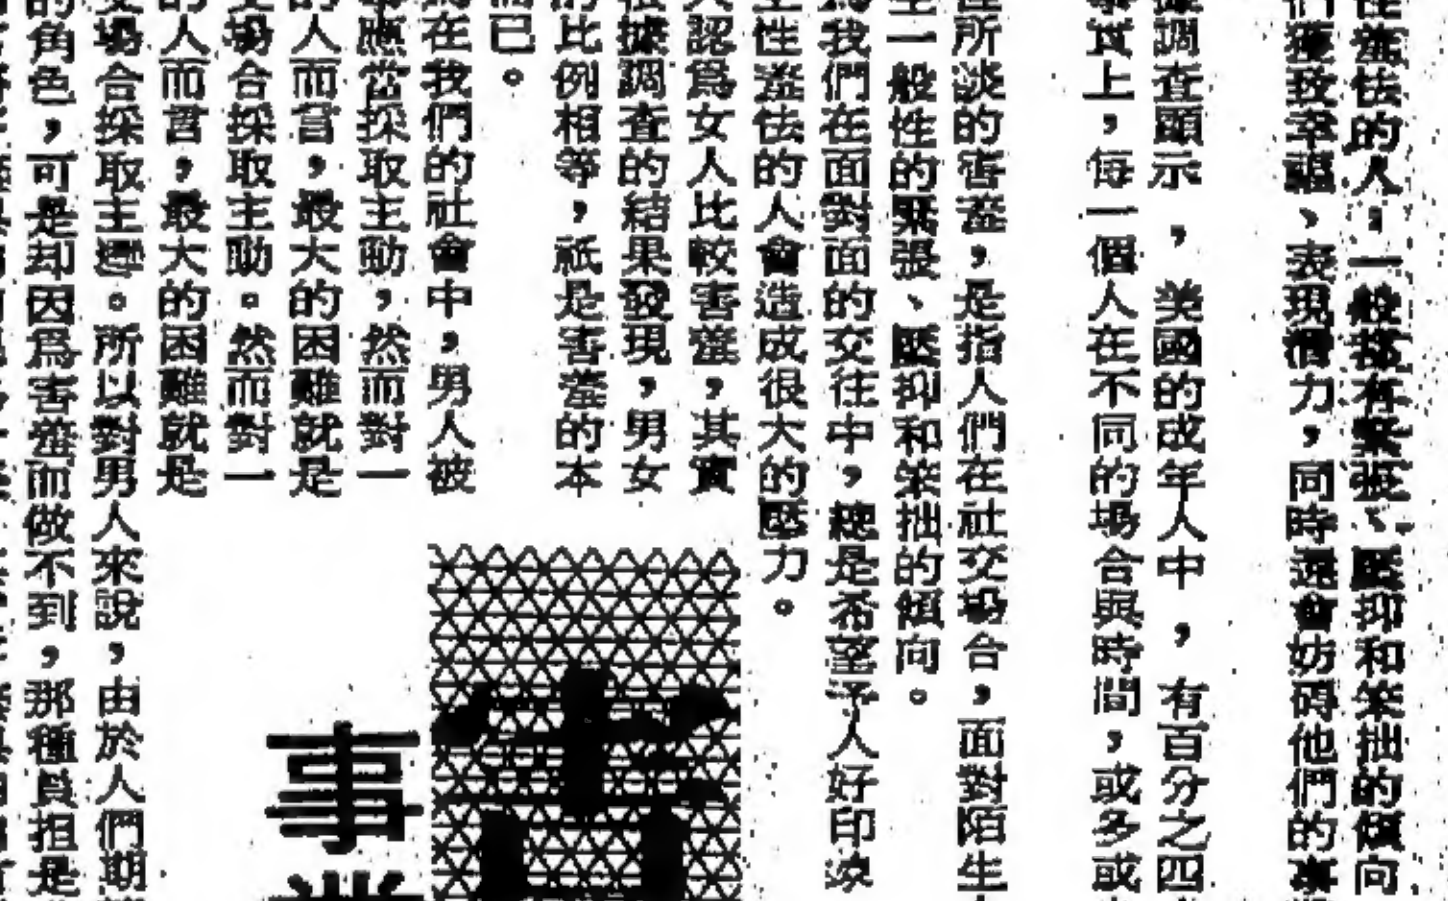 性羞怯的人；一般都有緊張、壓抑和笨拙的傾向
們獲致幸福、表現潛力，同時還會妨碍他們的事
據調查顯示，美國的成年人中，有百分之四
事實上，每一個人在不同的場合與時間，或多或
性所談的害羞，是指人們在社交場合，面對陌生
生一般性的緊張、壓抑和笨拙的傾向。
爲我們在面對面的交往中，總是希望予人好印
生性羞怯的人會造成很大的壓力。
人認爲女人比較害羞，其實
根據調查的結果發現，男女
的比例相等，祇是害羞的本
而已。
爲在我們的社會中，男人被
應當採取主動，然而對一
的人而言，最大的困難就是
場合採取主動。然而對一
的人而言，最大的困難就是
交場合採取主。所以對男人來說，由於人們期
的角色，可是却因爲害羞而做不到，那種負担是
事